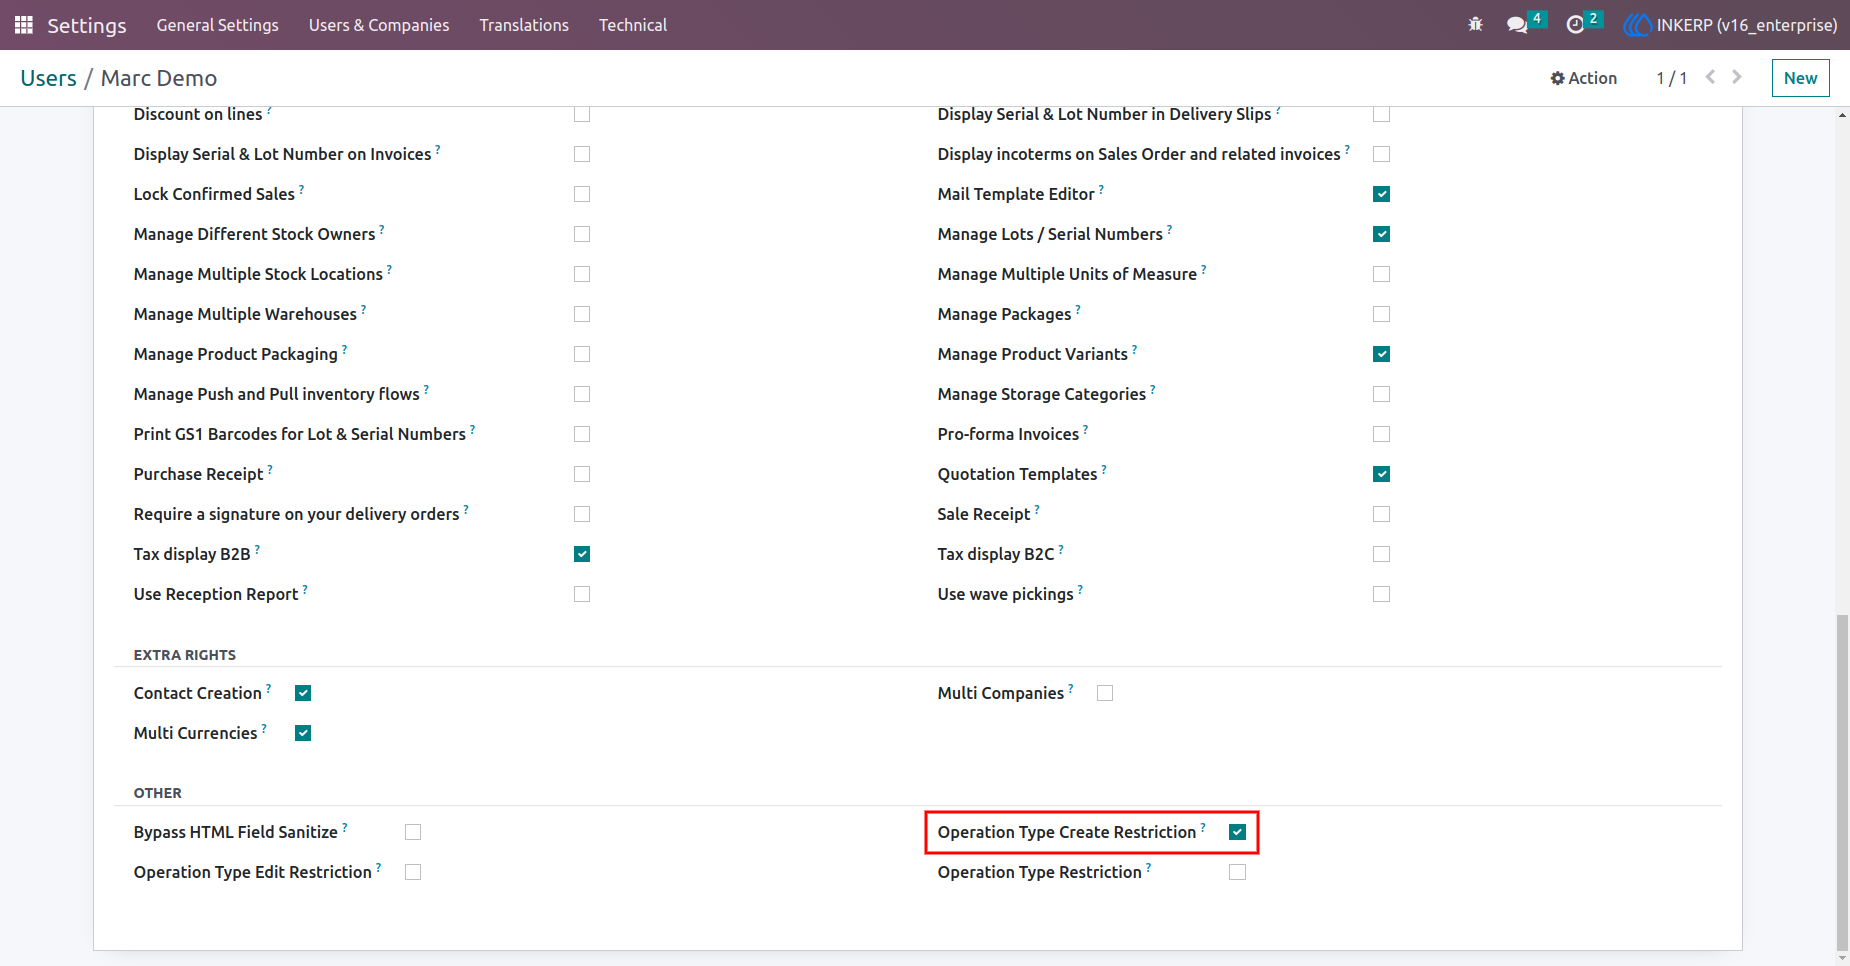 Settings General Settings Users & Companies Translations Technical 4 2 INKERP (v16_enterprise)
Users / Marc Demo Action 1 / 1 New
Discount on lines ? Display Serial & Lot Number in Delivery Slips ?
Display Serial & Lot Number on Invoices ? Display incoterms on Sales Order and related invoices ?
Lock Confirmed Sales ? Mail Template Editor ?
Manage Different Stock Owners ? Manage Lots / Serial Numbers ?
Manage Multiple Stock Locations ? Manage Multiple Units of Measure ?
Manage Multiple Warehouses ? Manage Packages ?
Manage Product Packaging ? Manage Product Variants ?
Manage Push and Pull inventory flows ? Manage Storage Categories ?
Print GS1 Barcodes for Lot & Serial Numbers ? Pro-forma Invoices ?
Purchase Receipt ? Quotation Templates ?
Require a signature on your delivery orders ? Sale Receipt ?
Tax display B2B ? Tax display B2C ?
Use Reception Report ? Use wave pickings ?
EXTRA RIGHTS
Contact Creation ? Multi Companies ?
Multi Currencies ?
OTHER
Bypass HTML Field Sanitize ? Operation Type Create Restriction ?
Operation Type Edit Restriction ? Operation Type Restriction ?